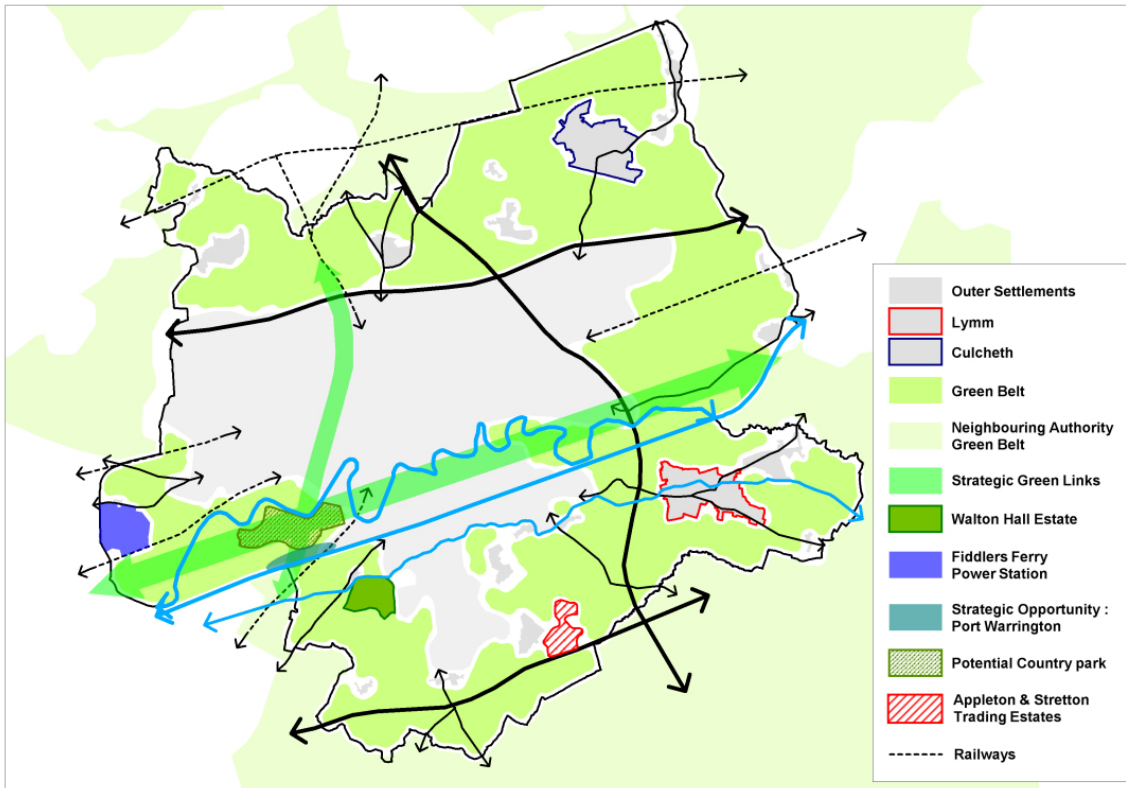 Outer Settlements
Lymm
Culcheth
Green Belt
Neighbouring Authority
Green Belt
Strategic Green Links
Walton Hall Estate
Fiddlers Ferry
Power Station
Strategic Opportunity :
Port Warrington
Potential Country park
Appleton & Stretton
Trading Estates
Railways